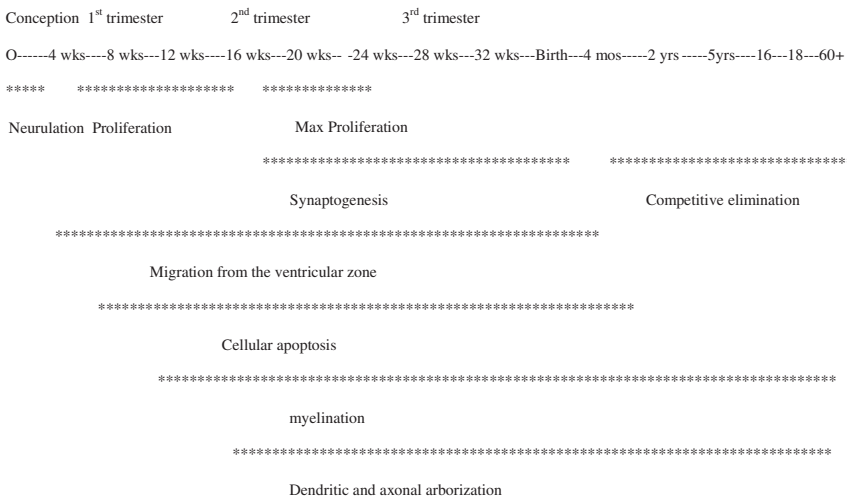 Conception 1st trimester 2nd trimester 3rd trimester
O------4 wks----8 wks---12 wks----16 wks---20 wks-- -24 wks---28 wks---32 wks---Birth---4 mos-----2 yrs -----5yrs----16---18---60+
***** ******************** **************
Neurulation Proliferation Max Proliferation
*************************************** ******************************
Synaptogenesis Competitive elimination
*********************************************************************
Migration from the ventricular zone
********************************************************************
Cellular apoptosis
**************************************************************************************
myelination
****************************************************************************
Dendritic and axonal arborization